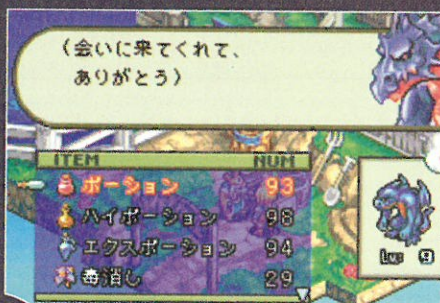 (会いに来てくれて、
ありがとう)
ITEM NUM
ポーション 93
ハイポーション 98
エクスポーション 94
毒消し 29
Lv: 9